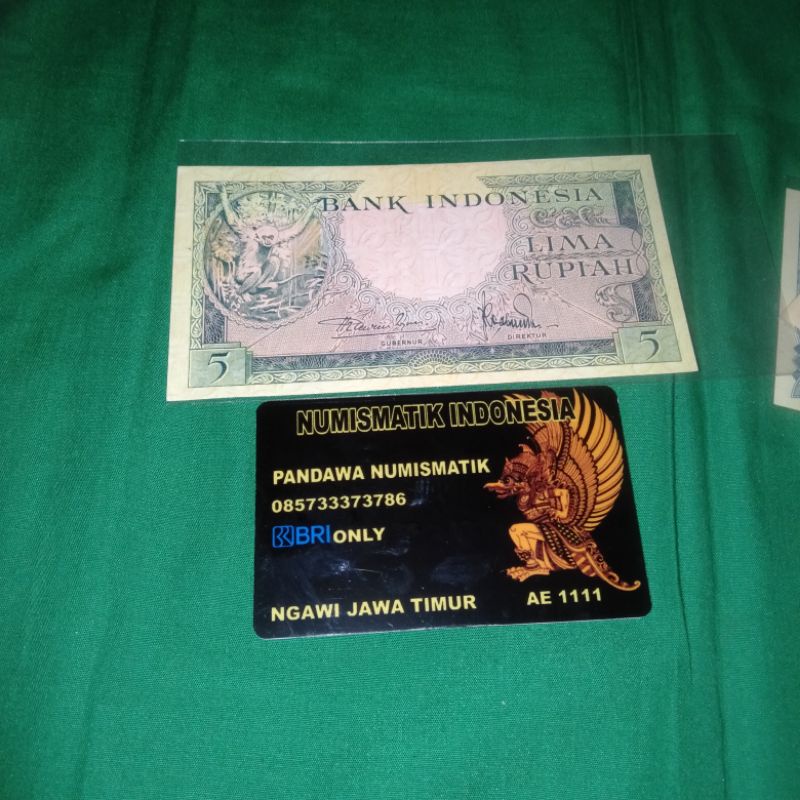 BANK INDONESIA
LIMA
RUPIAH
GUBERNUR
DIREKTUR
5
5
NUMISMATIK INDONESIA
PANDAWA NUMISMATIK
085733373786
BRI ONLY
NGAWI JAWA TIMUR
AE 1111